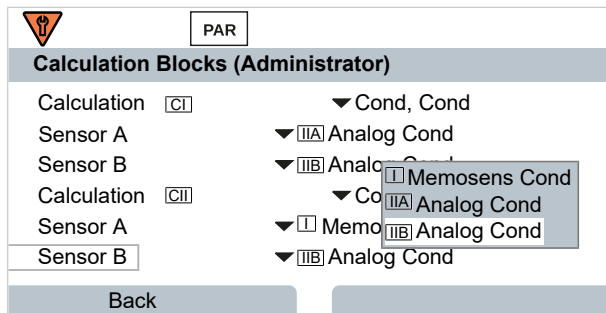 PAR
Calculation Blocks (Administrator)
Calculation CI Cond, Cond
Sensor A IIA Analog Cond
Sensor B IIB Analog
I Memosens Cond
Calculation CII Co
IIA Analog Cond
Sensor A I Memo
IIB Analog Cond
Sensor B IIB Analog Cond
Back